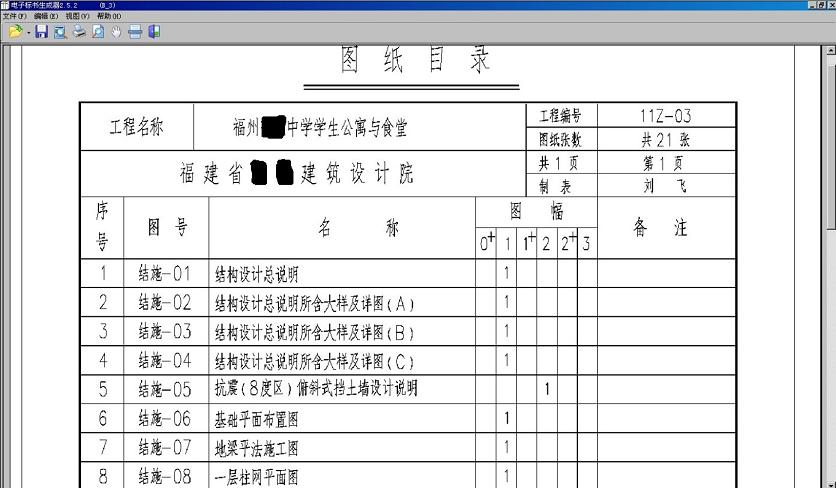 电子标书生成器2.5.2 (B_3)
文件(F) 编辑(E) 视图(V) 帮助(H)
图 纸 目 录
工程名称 福州 中学学生公寓与食堂 工程编号 11Z-03
图纸张数 共 21 张
福 建 省 建 筑 设 计 院 共 1 页 第 1 页
制 表 刘 飞
序号 图 号 名 称 图 幅 备 注
0+ 1 1+ 2 2+ 3
1 结施-01 结构设计总说明 1
2 结施-02 结构设计总说明所含大样及详图(A) 1
3 结施-03 结构设计总说明所含大样及详图(B) 1
4 结施-04 结构设计总说明所含大样及详图(C) 1
5 结施-05 抗震(8度区)俯斜式挡土墙设计说明 1
6 结施-06 基础平面布置图 1
7 结施-07 地梁平法施工图 1
8 结施-08 一层柱网平面图 1